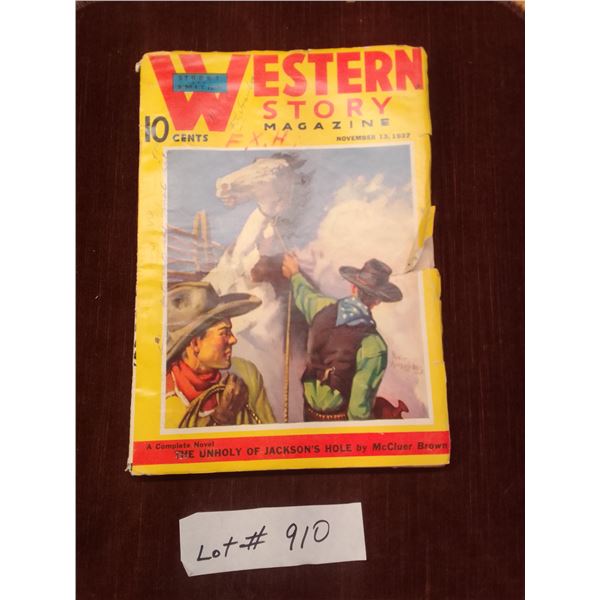 STREET
AND
SMITH'S
WESTERN
STORY
MAGAZINE
10 CENTS
F.X.H.
NOVEMBER 13, 1937
A Complete Novel
THE UNHOLY OF JACKSON'S HOLE by McCluer Brown
Lot # 910